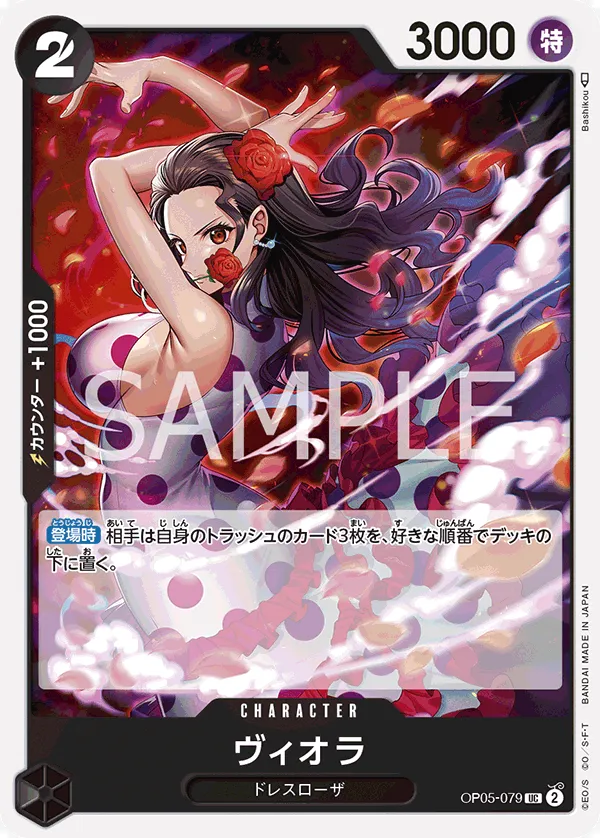 2
3000 特
Bashikou
カウンター +1000
SAMPLE
登場時 相手は自身のトラッシュのカード3枚を、好きな順番でデッキの
下に置く。
CHARACTER
ヴィオラ
ドレスローザ
OP05-079 UC 2
©E.O/S ©O/S・F・T BANDAI MADE IN JAPAN